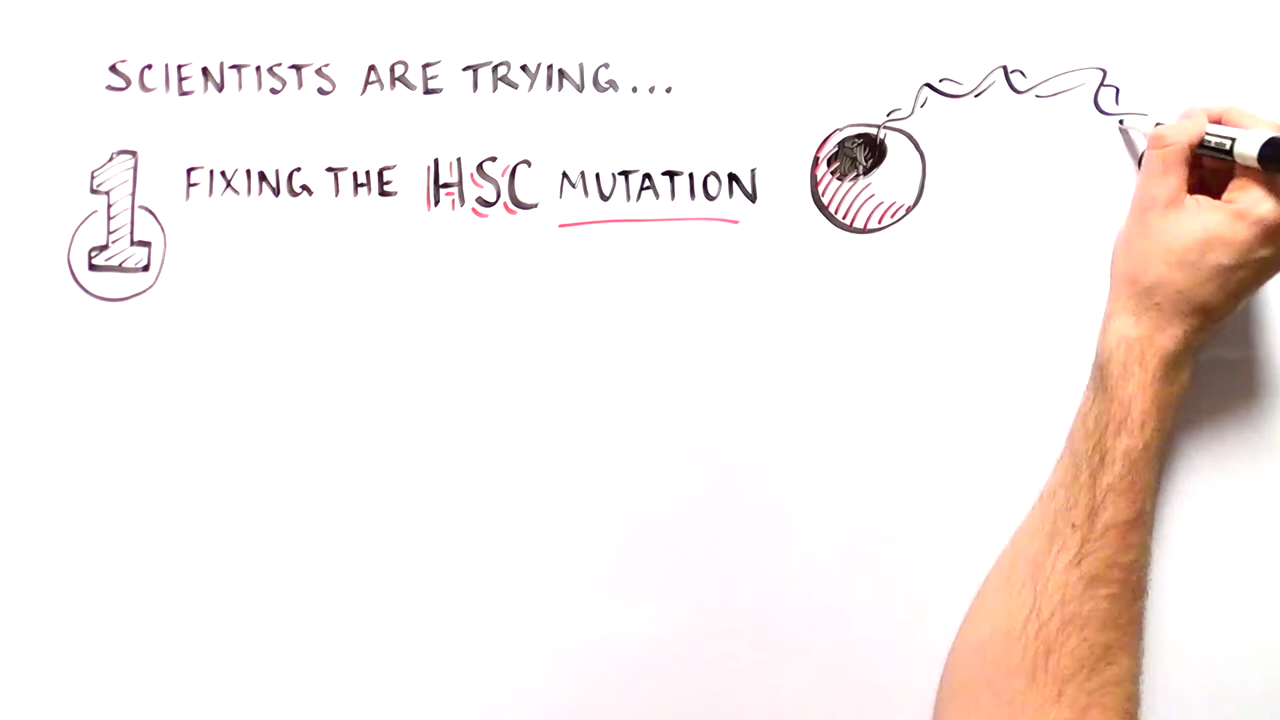 SCIENTISTS ARE TRYING...
1 FIXING THE HSC MUTATION